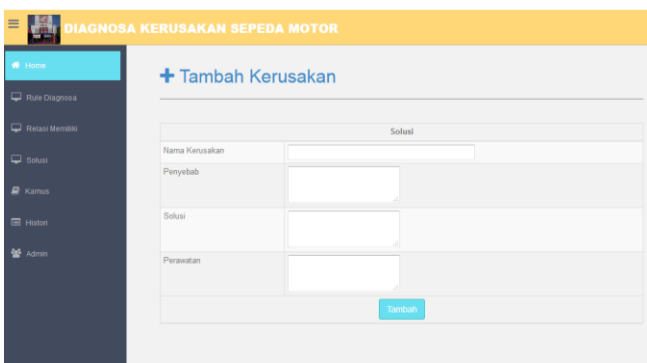 DIAGNOSA KERUSAKAN SEPEDA MOTOR
Home
Rule Diagnosa
Relasi Memiliki
Solusi
Kamus
Histori
Admin
Tambah Kerusakan
Solusi
Nama Kerusakan
Penyebab
Solusi
Perawatan
Tambah